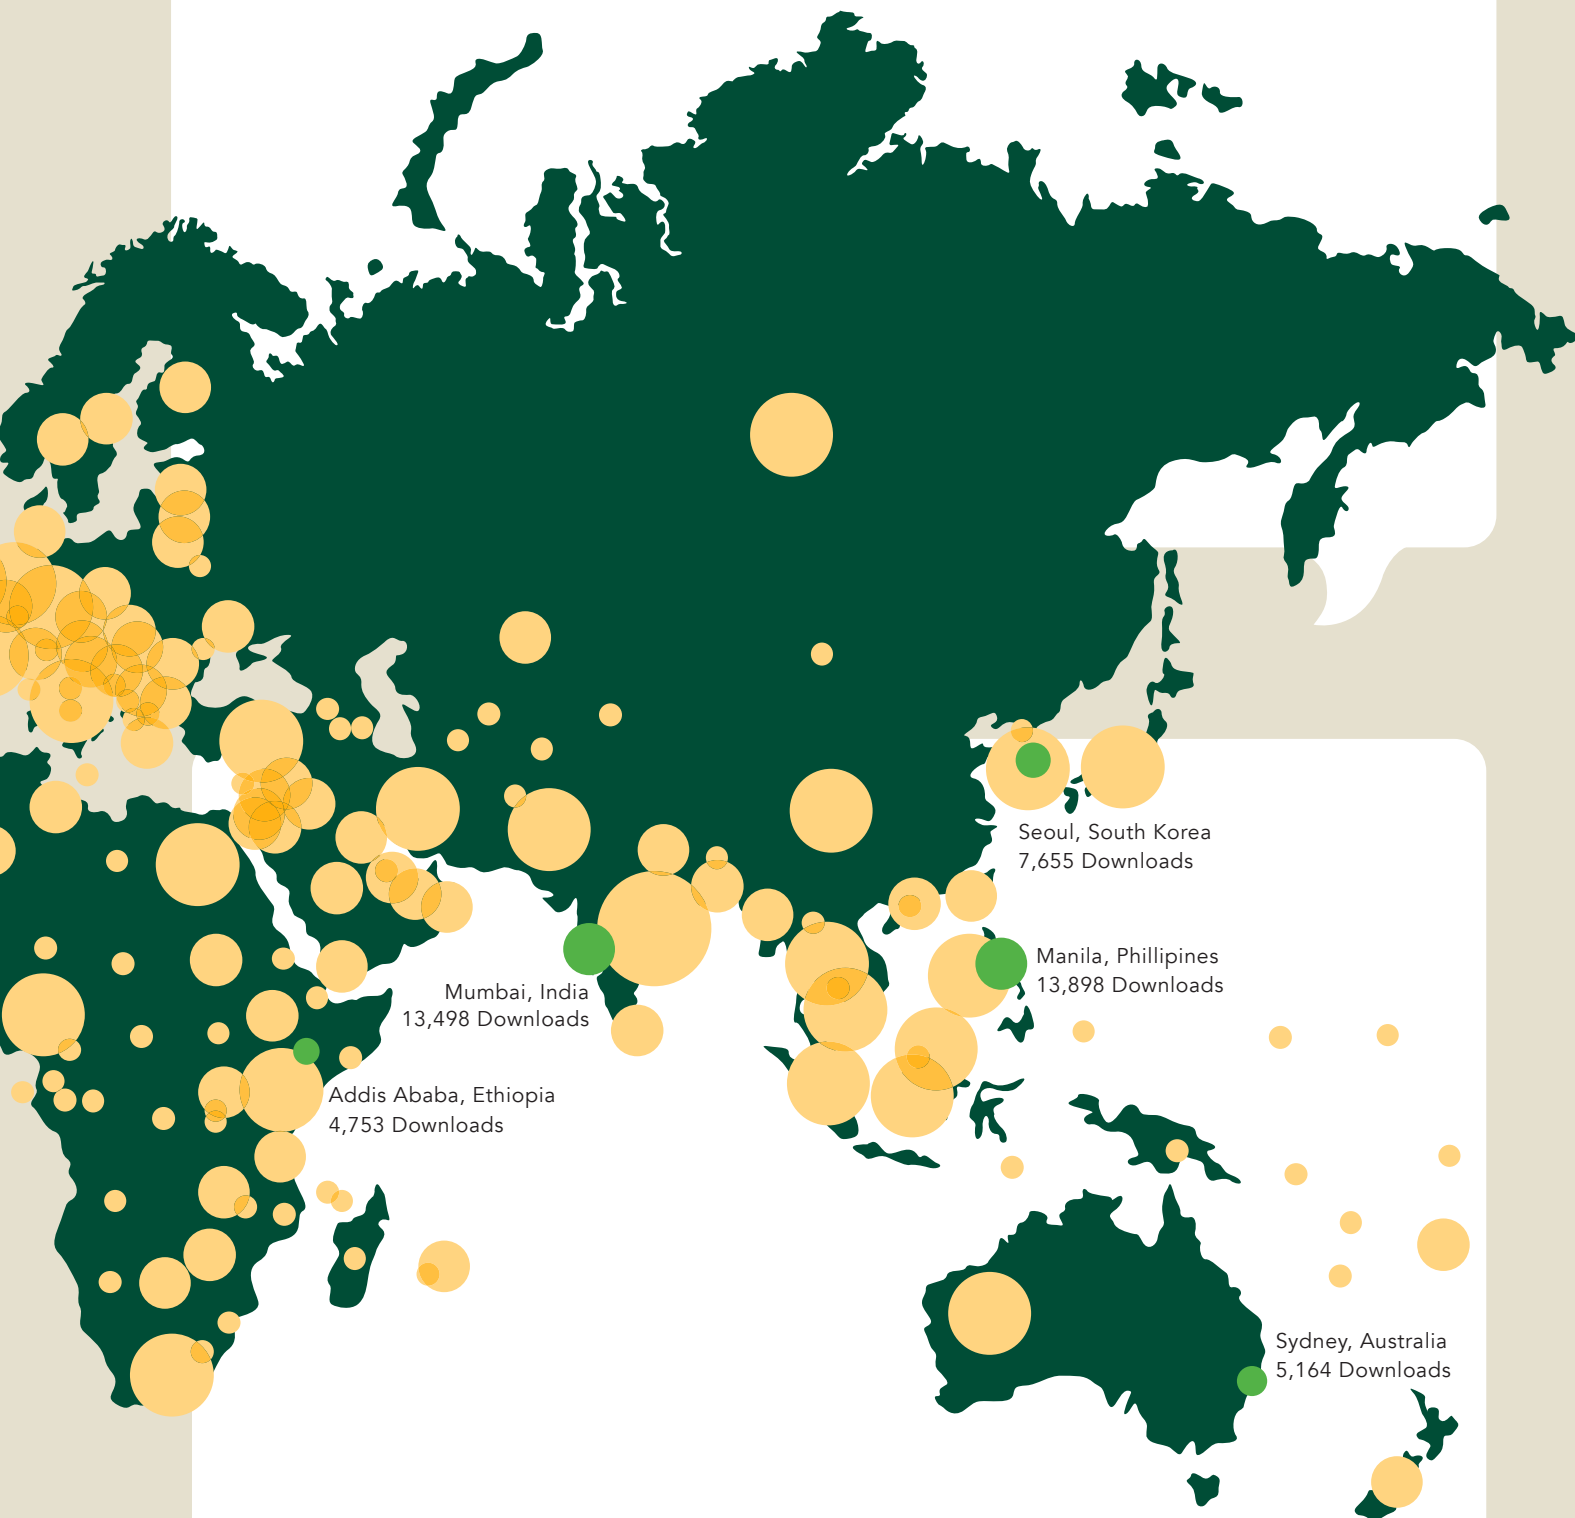 Seoul, South Korea
7,655 Downloads
Manila, Phillipines
13,898 Downloads
Mumbai, India
13,498 Downloads
Addis Ababa, Ethiopia
4,753 Downloads
Sydney, Australia
5,164 Downloads